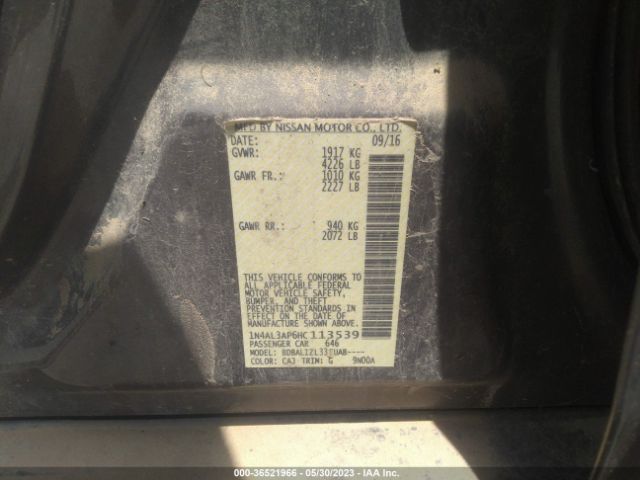 MFD BY NISSAN MOTOR CO., LTD.
DATE: 09/16
GVWR: 1917 KG
4226 LB
GAWR FR.: 1010 KG
2227 LB
GAWR RR.: 940 KG
2072 LB
THIS VEHICLE CONFORMS TO
ALL APPLICABLE FEDERAL
MOTOR VEHICLE SAFETY,
BUMPER, AND THEFT
PREVENTION STANDARDS IN
EFFECT ON THE DATE OF
MANUFACTURE SHOWN ABOVE.
1N4AL3AP6HC113539
PASSENGER CAR 646
MODEL: BDBALIZL33EUAB----
COLOR: CAJ TRIM: G 9N00A
000-36521966 - 05/30/2023 - IAA Inc.